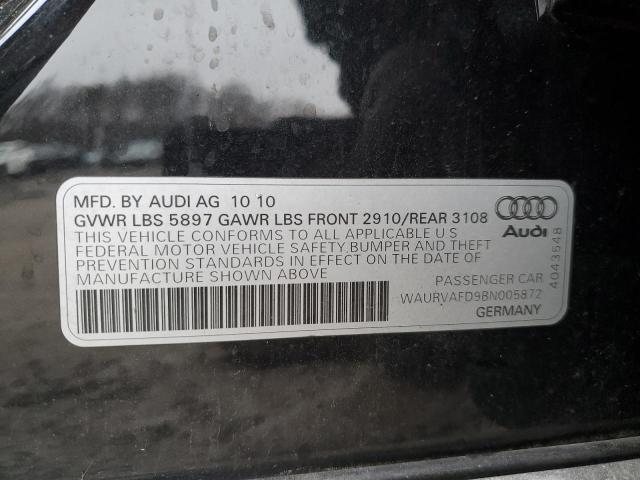 MFD. BY AUDI AG 10 10
GVWR LBS 5897 GAWR LBS FRONT 2910/REAR 3108
THIS VEHICLE CONFORMS TO ALL APPLICABLE U S
FEDERAL MOTOR VEHICLE SAFETY,BUMPER AND THEFT
PREVENTION STANDARDS IN EFFECT ON THE DATE OF
MANUFACTURE SHOWN ABOVE
Audi
4043548
PASSENGER CAR
WAURVAFD9BN005872
GERMANY